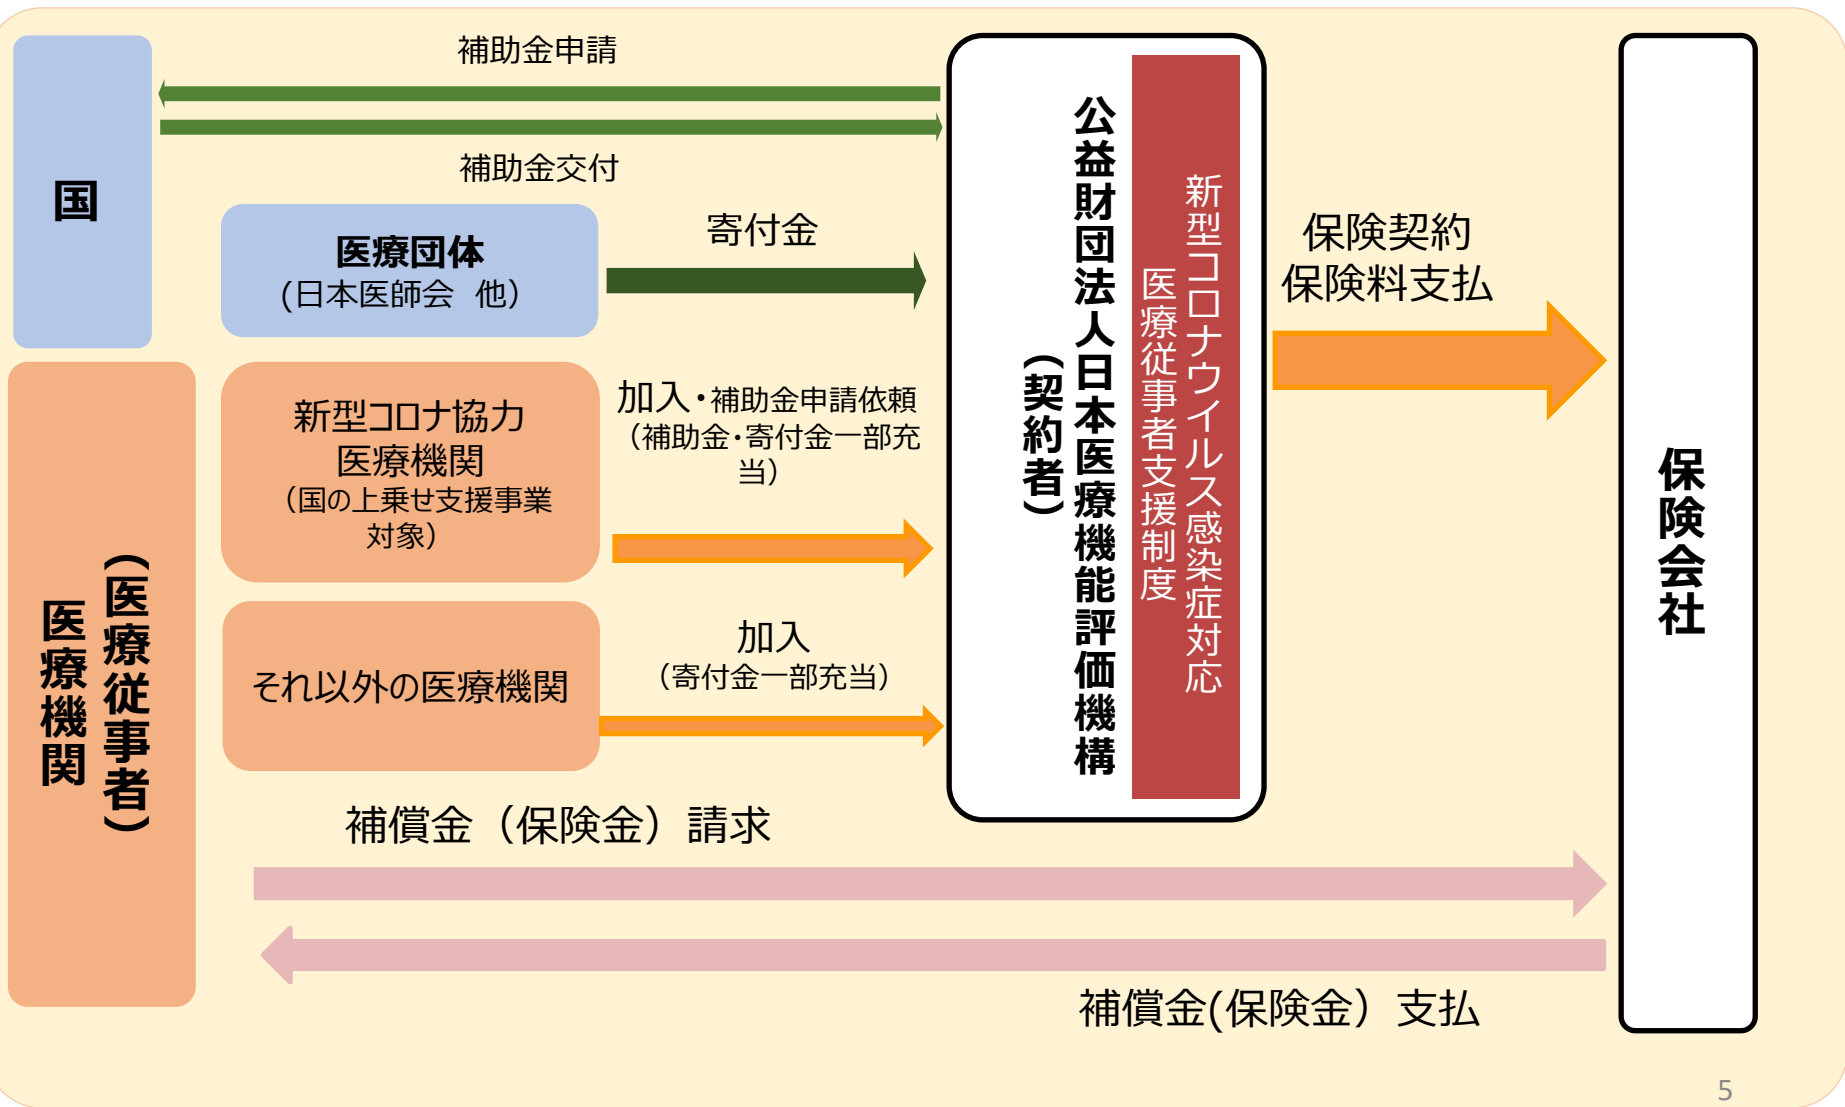 補助金申請
補助金交付
国
医療団体
(日本医師会 他）
寄付金
新型コロナ協力
医療機関
（国の上乗せ支援事業
対象）
加入・補助金申請依頼
（補助金・寄付金一部充
当）
それ以外の医療機関
加入
（寄付金一部充当）
医療機関
（医療従事者）
公益財団法人日本医療機能評価機構
（契約者）
新型コロナウイルス感染症対応
医療従事者支援制度
保険契約
保険料支払
保険会社
補償金（保険金）請求
補償金(保険金）支払
5